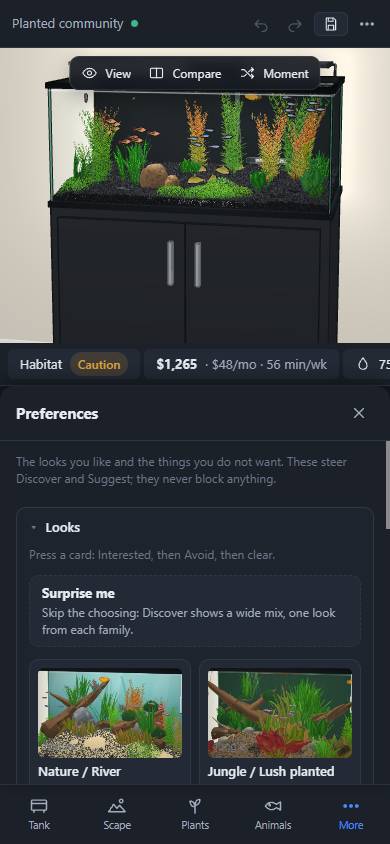 Planted community
View
Compare
Moment
Habitat Caution
$1,265 · $48/mo · 56 min/wk
75
Preferences
The looks you like and the things you do not want. These steer
Discover and Suggest; they never block anything.
Looks
Press a card: Interested, then Avoid, then clear.
Surprise me
Skip the choosing: Discover shows a wide mix, one look
from each family.
Nature / River
Jungle / Lush planted
Tank
Scape
Plants
Animals
More